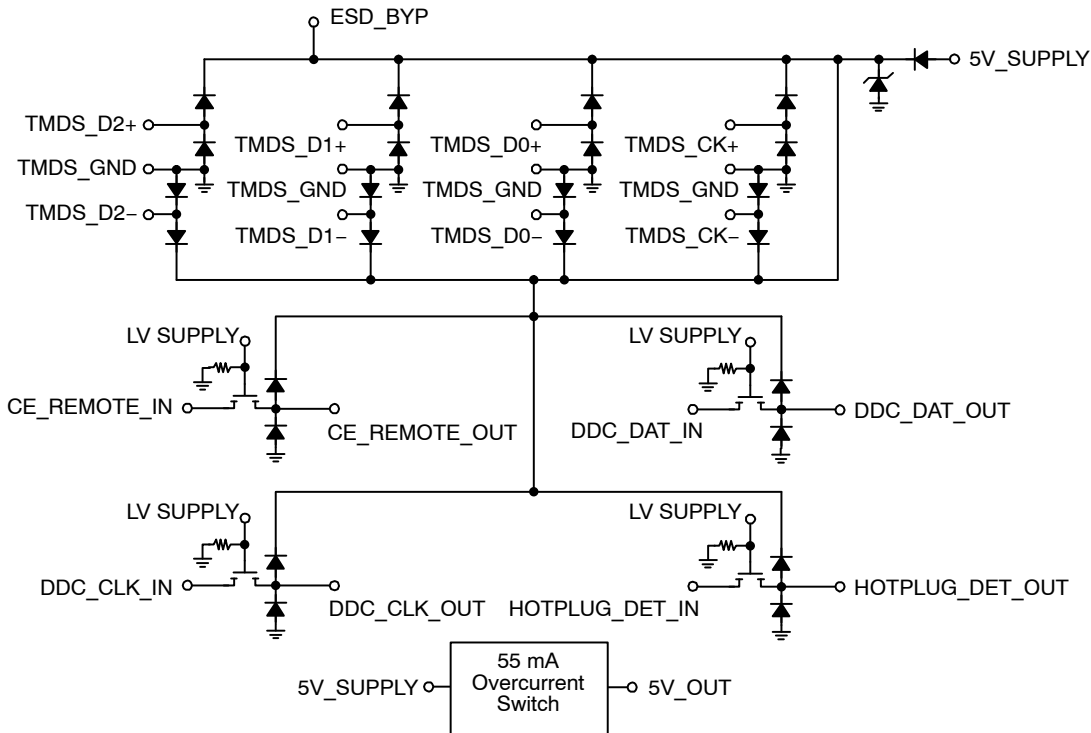 ESD_BYP
5V_SUPPLY
TMDS_D2+
TMDS_D1+
TMDS_D0+
TMDS_CK+
TMDS_GND
TMDS_GND
TMDS_GND
TMDS_GND
TMDS_D2−
TMDS_D1−
TMDS_D0−
TMDS_CK−
LV SUPPLY
LV SUPPLY
CE_REMOTE_IN
CE_REMOTE_OUT
DDC_DAT_IN
DDC_DAT_OUT
LV SUPPLY
LV SUPPLY
DDC_CLK_IN
DDC_CLK_OUT
HOTPLUG_DET_IN
HOTPLUG_DET_OUT
5V_SUPPLY
55 mA
Overcurrent
Switch
5V_OUT